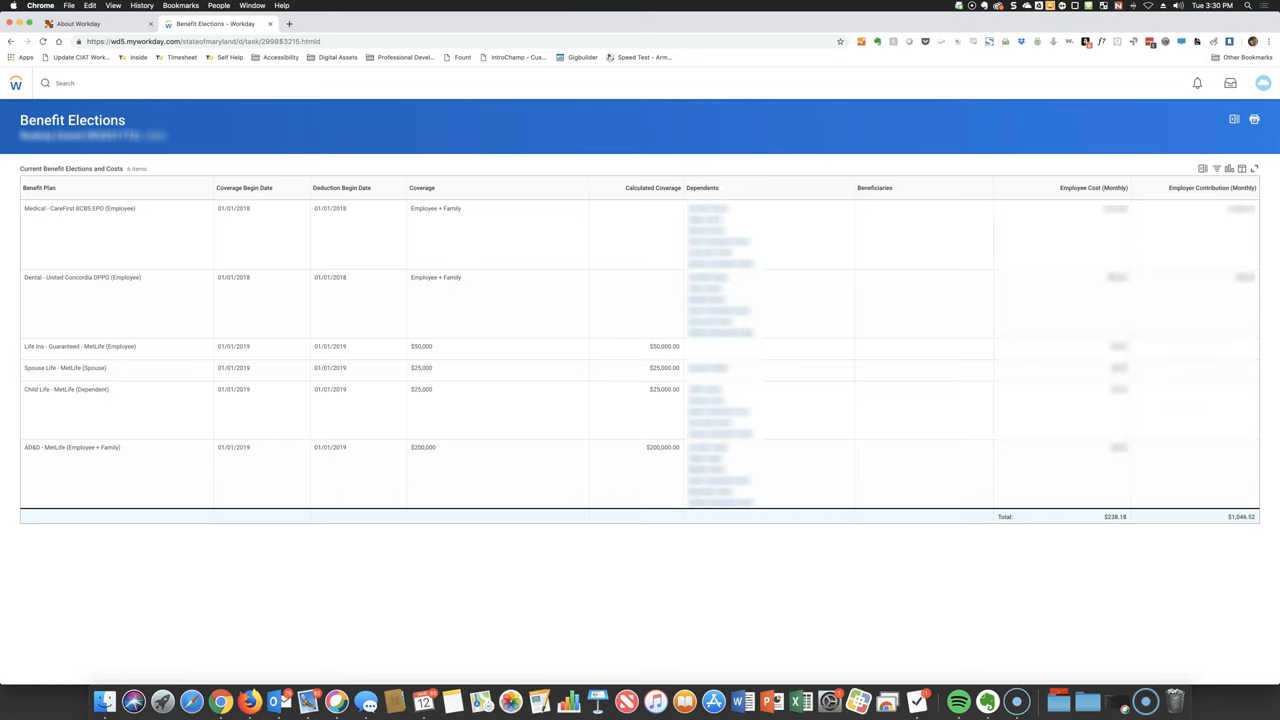 Chrome File Edit View History Bookmarks People Window Help Tue 3:30 PM
About Workday Benefit Elections - Workday
https://wd5.myworkday.com/stateofmaryland/d/task/2998$3215.htmld
Apps Update CIAT Work... Inside Timesheet Self Help Accessibility Digital Assets Professional Devel... Fount IntroChamp - Cus... Gigbuilder Speed Test - Arm... Other Bookmarks
Search
Benefit Elections
Current Benefit Elections and Costs 6 items
Benefit Plan Coverage Begin Date Deduction Begin Date Coverage Calculated Coverage Dependents Beneficiaries Employee Cost (Monthly) Employer Contribution (Monthly)
Medical - CareFirst BCBS EPO (Employee) 01/01/2018 01/01/2018 Employee + Family
Dental - United Concordia DPPO (Employee) 01/01/2018 01/01/2018 Employee + Family
Life Ins - Guaranteed - MetLife (Employee) 01/01/2019 01/01/2019 $50,000 $50,000.00
Spouse Life - MetLife (Spouse) 01/01/2019 01/01/2019 $25,000 $25,000.00
Child Life - MetLife (Dependent) 01/01/2019 01/01/2019 $25,000 $25,000.00
AD&D - MetLife (Employee + Family) 01/01/2019 01/01/2019 $200,000 $200,000.00
Total: $238.18 $1,046.52